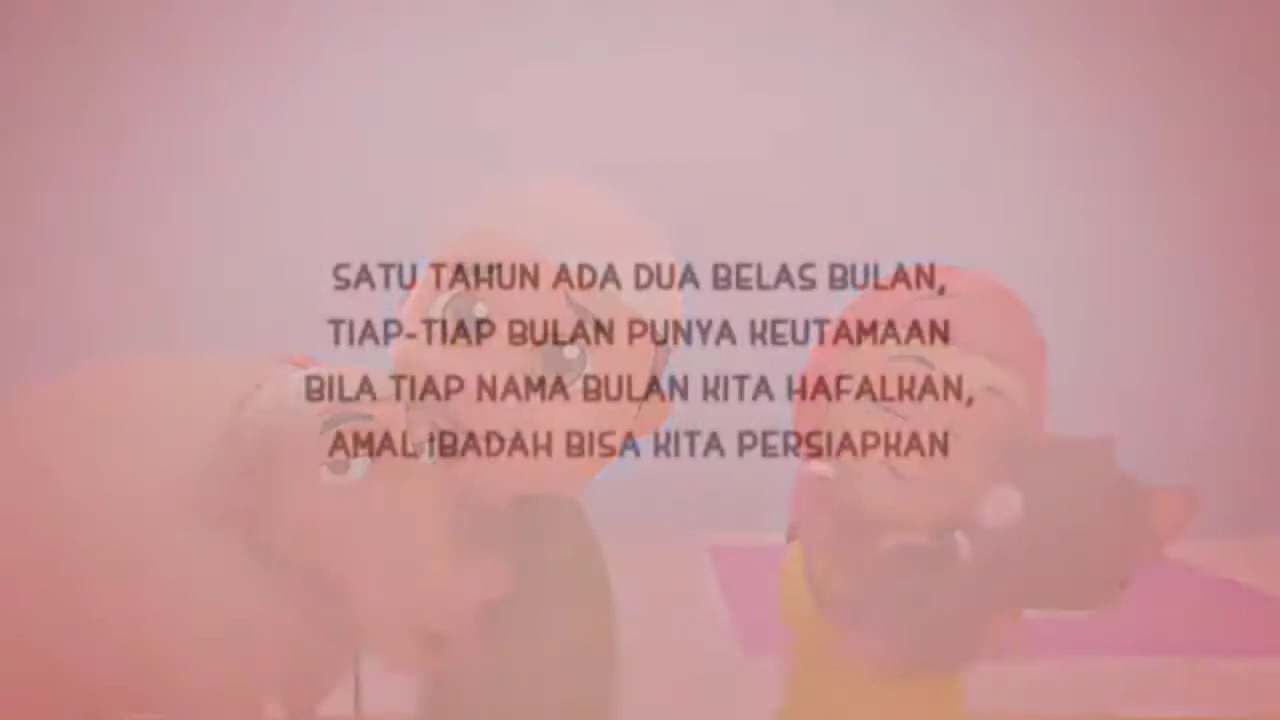 SATU TAHUN ADA DUA BELAS BULAN,
TIAP-TIAP BULAN PUNYA KEUTAMAAN
BILA TIAP NAMA BULAN KITA HAFALKAN,
AMAL IBADAH BISA KITA PERSIAPKAN